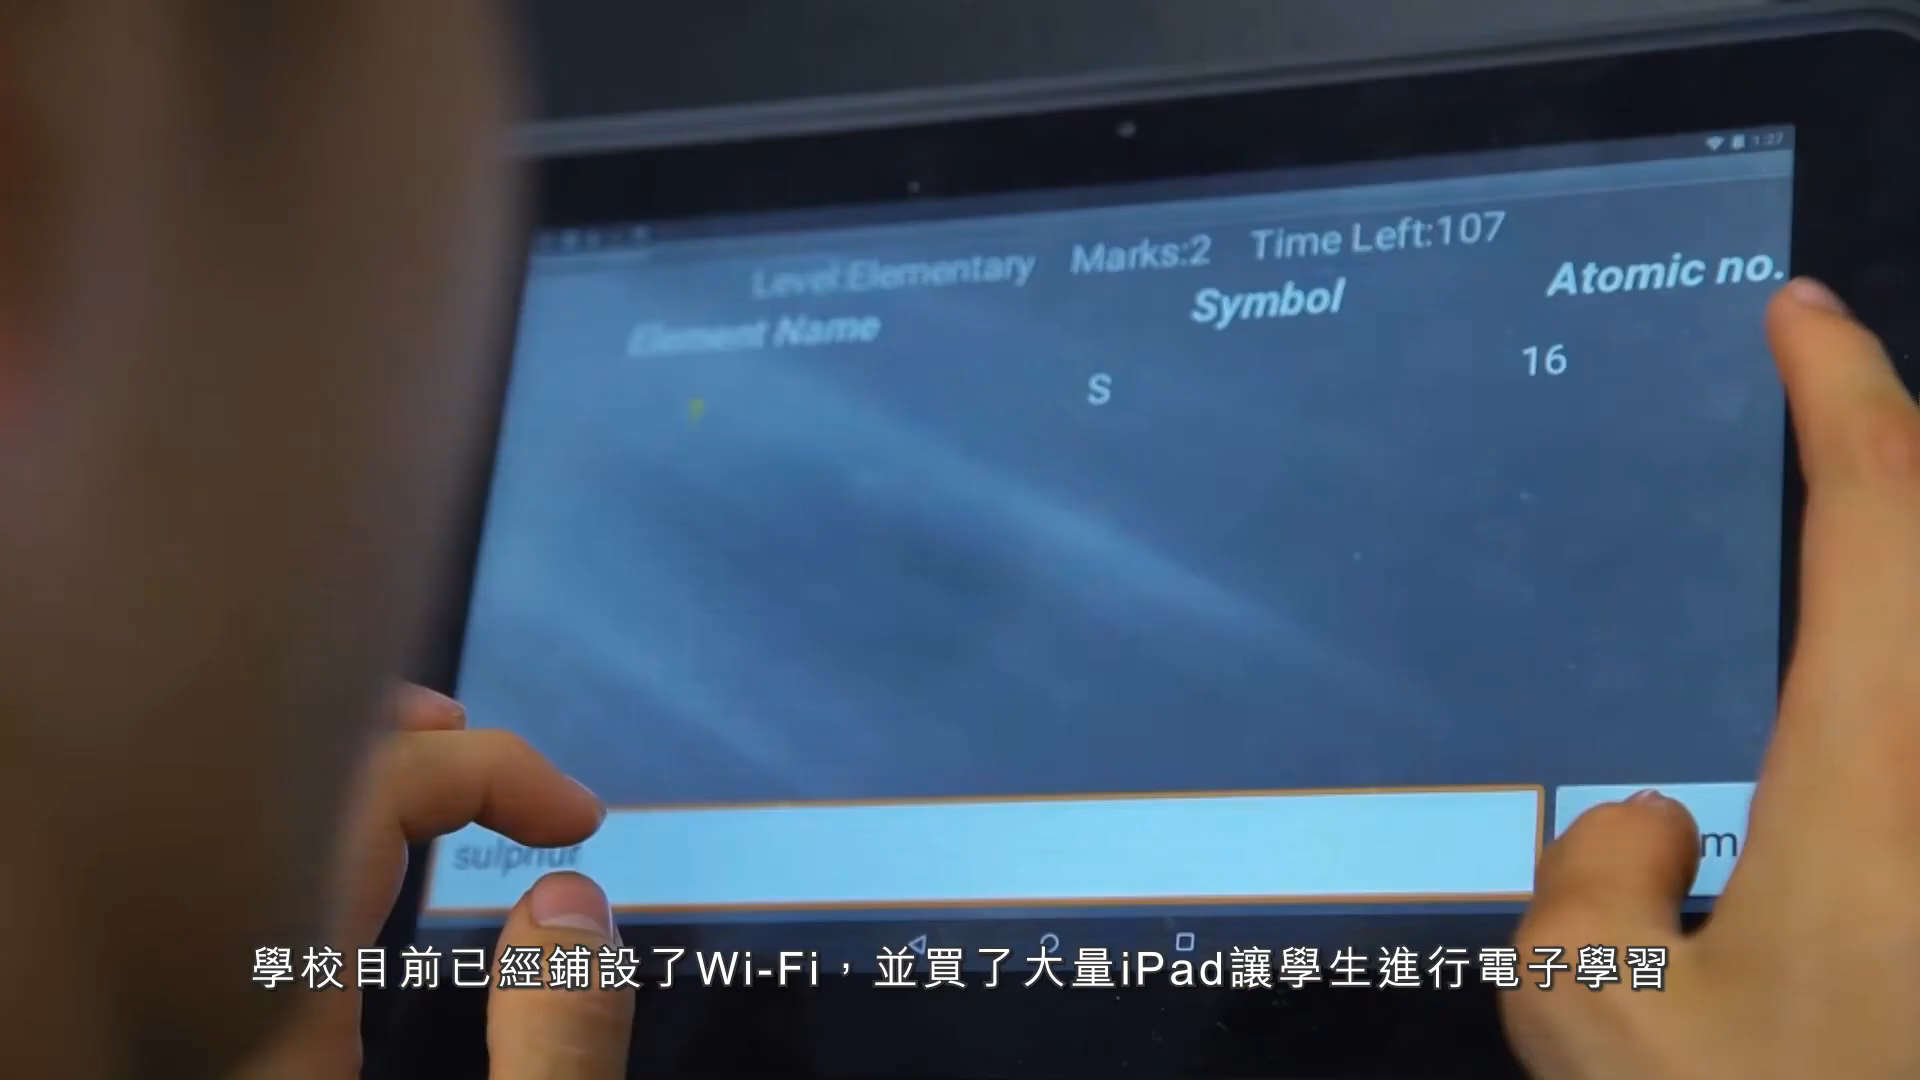 1:27
Level:Elementary Marks:2 Time Left:107
Element Name Symbol Atomic no.
? S 16
sulphur
學校目前已經鋪設了Wi-Fi，並買了大量iPad讓學生進行電子學習